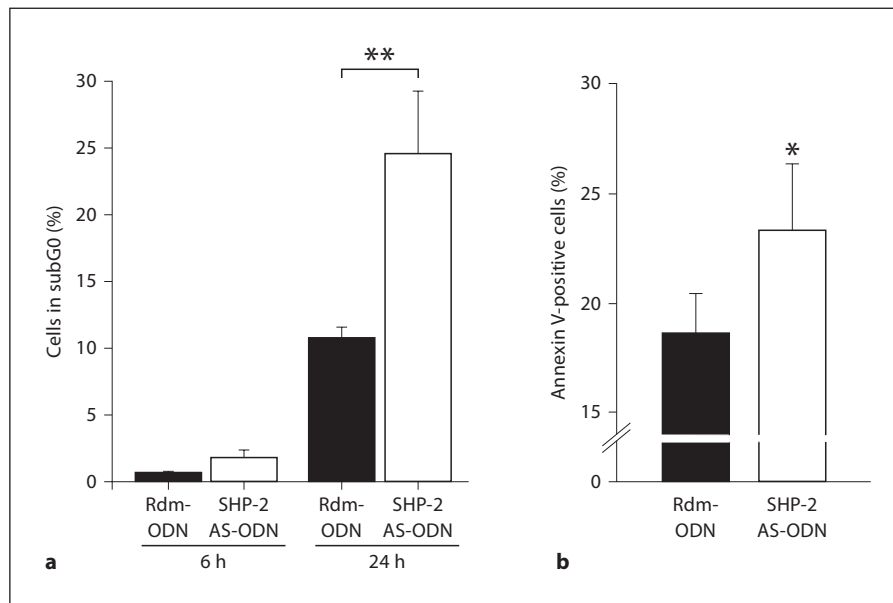 **
30
25
20
15
10
5
0
Cells in subG0 (%)
Rdm-
ODN
SHP-2
AS-ODN
Rdm-
ODN
SHP-2
AS-ODN
6 h
24 h
a
*
30
25
20
15
0
Annexin V-positive cells (%)
Rdm-
ODN
SHP-2
AS-ODN
b